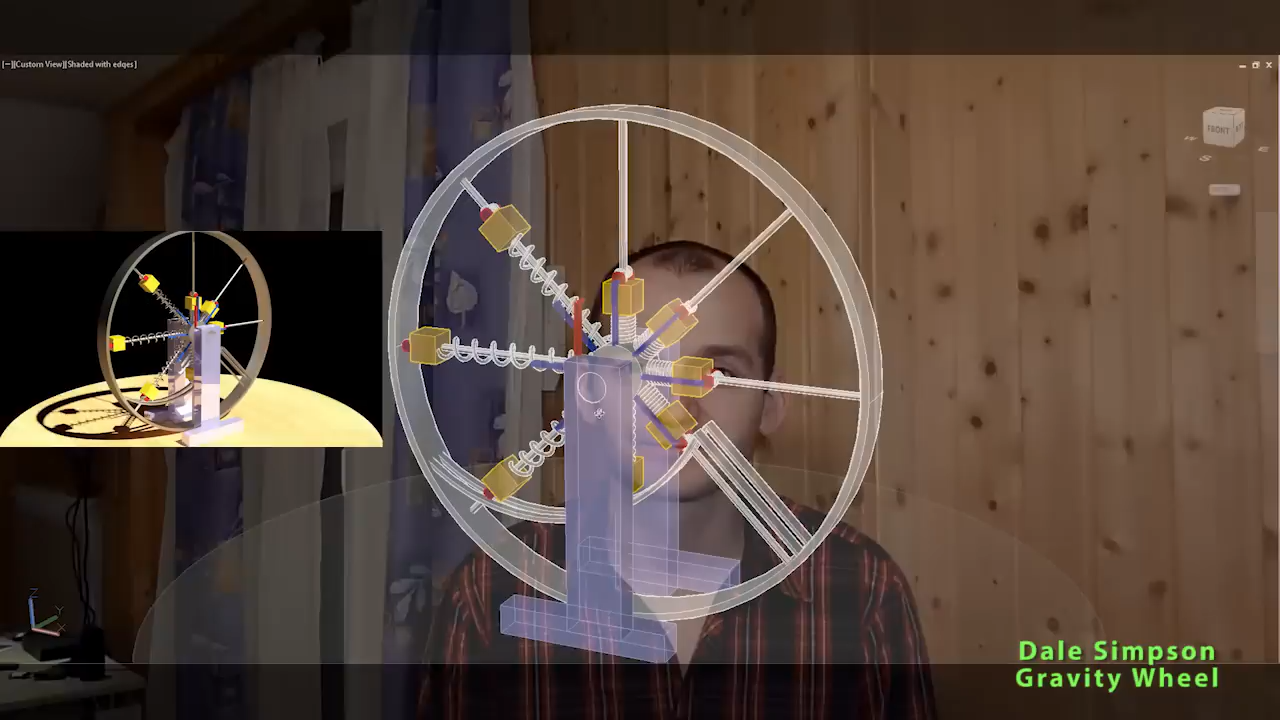 [−][Custom View][Shaded with edges]
FRONT
Z
Y
X
Dale Simpson
Gravity Wheel